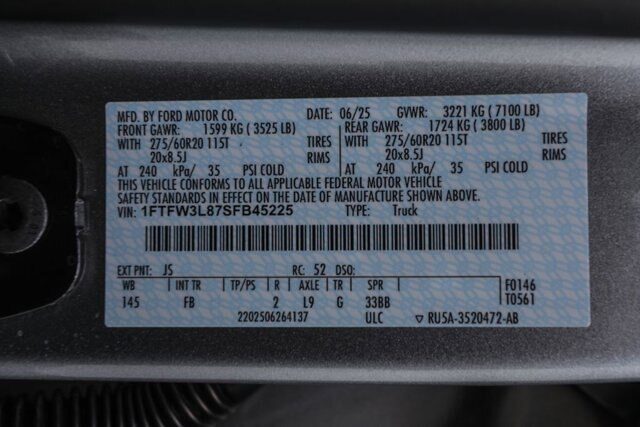 MFD. BY FORD MOTOR CO. DATE: 06/25 GVWR: 3221 KG ( 7100 LB)
FRONT GAWR: 1599 KG ( 3525 LB) REAR GAWR: 1724 KG ( 3800 LB)
WITH 275/60R20 115T TIRES WITH 275/60R20 115T TIRES
20x8.5J RIMS 20x8.5J RIMS
AT 240 kPa/ 35 PSI COLD AT 240 kPa/ 35 PSI COLD
THIS VEHICLE CONFORMS TO ALL APPLICABLE FEDERAL MOTOR VEHICLE
SAFETY STANDARDS IN EFFECT ON THE DATE OF MANUFACTURE SHOWN ABOVE.
VIN: 1FTFW3L87SFB45225 TYPE: Truck
EXT PNT: JS RC: 52 DSO:
WB INT TR TP/PS R AXLE TR SPR F0146
145 FB 2 L9 G 33BB T0561
2202506264137 ULC ▽ RU5A-3520472-AB